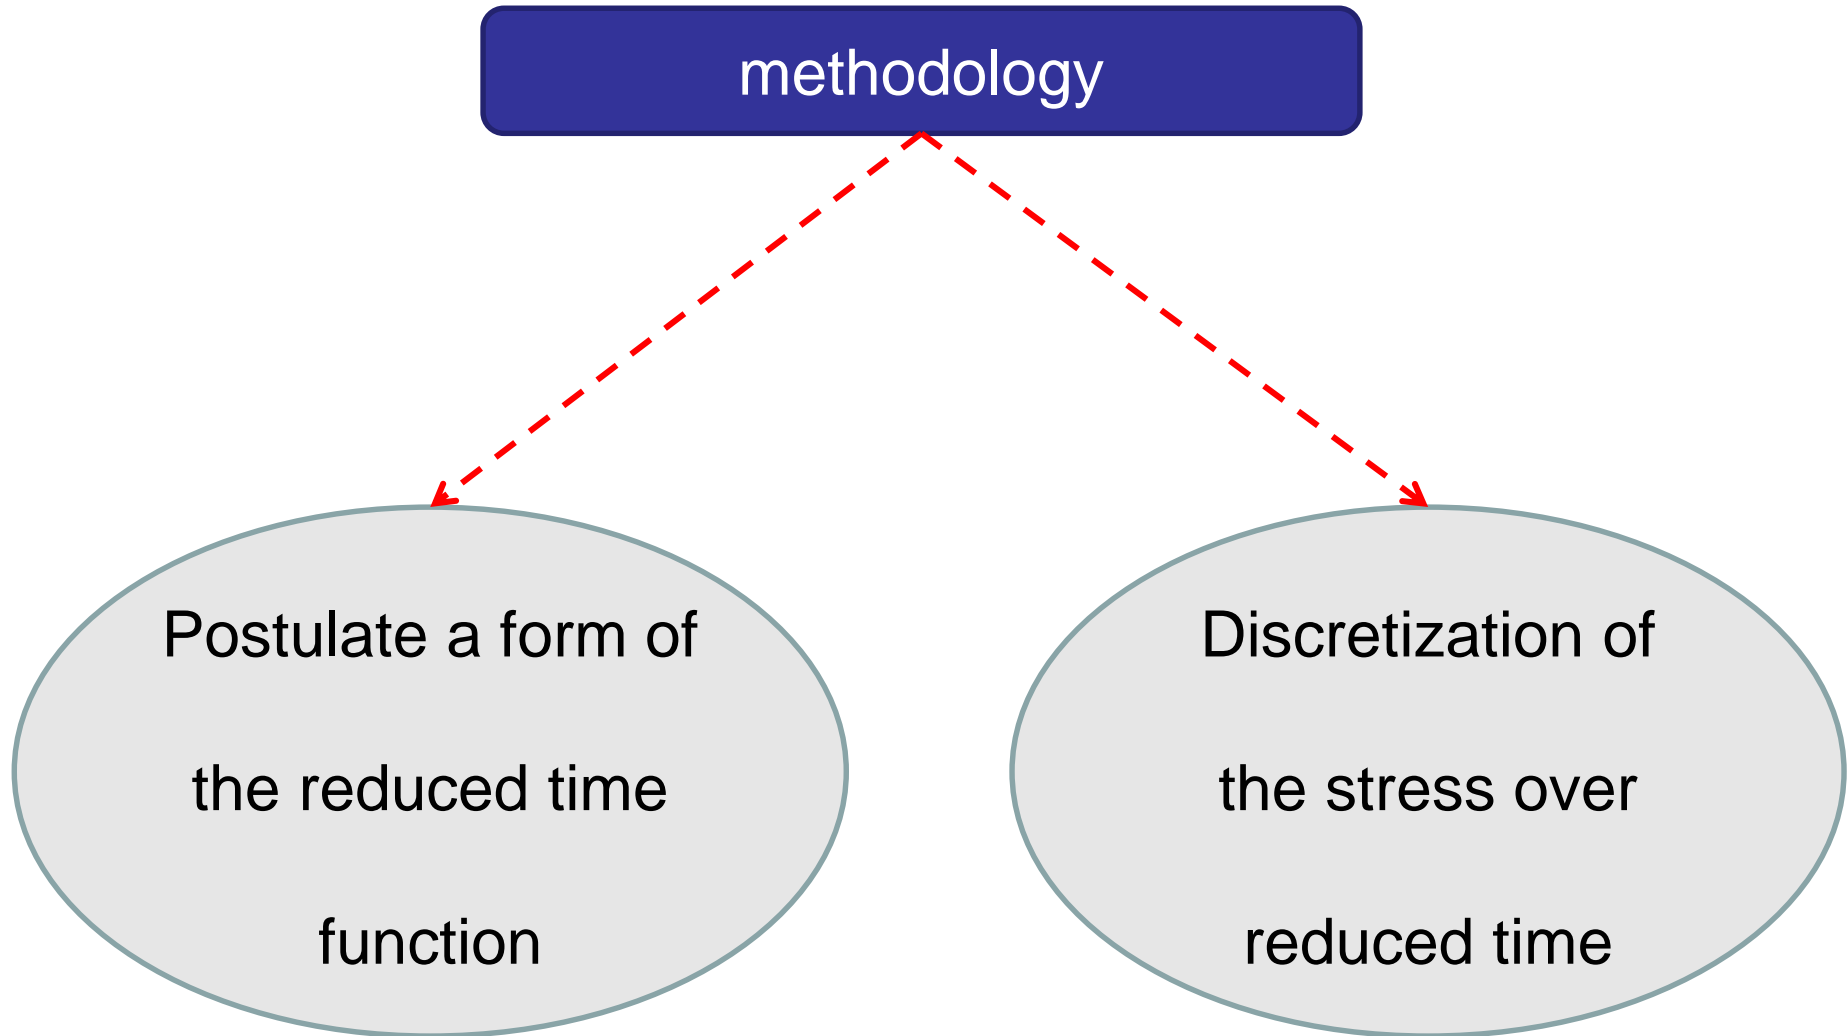 methodology
Postulate a form of
the reduced time
function
Discretization of
the stress over
reduced time